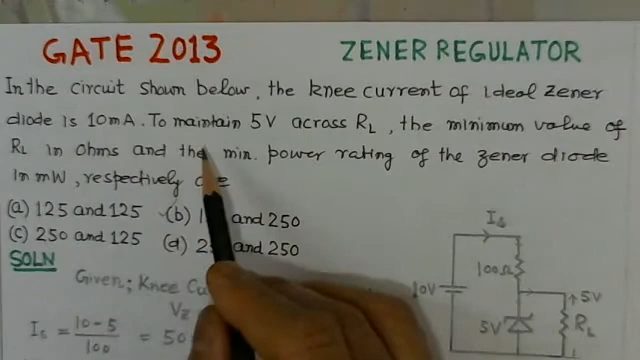 GATE 2013 ZENER REGULATOR
In the circuit shown below, the knee current of ideal zener
diode is 10mA. To maintain 5V across RL, the minimum value of
RL in ohms and the min. power rating of the zener diode
in mW, respectively
(a) 125 and 125 (b) and 250
(c) 250 and 125 (d) and 250
SOLN
Given; Knee
VZ
Is = 10-5 / 100 = 50
Is
100Ω
10V
5V
5V
RL